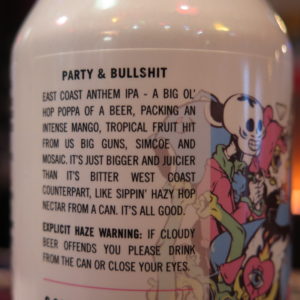 PARTY & BULLSHIT
EAST COAST ANTHEM IPA - A BIG OL'
HOP POPPA OF A BEER, PACKING AN
INTENSE MANGO, TROPICAL FRUIT HIT
FROM US BIG GUNS, SIMCOE AND
MOSAIC. IT'S JUST BIGGER AND JUICIER
THAN IT'S BITTER WEST COAST
COUNTERPART, LIKE SIPPIN' HAZY HOP
NECTAR FROM A CAN. IT'S ALL GOOD.
EXPLICIT HAZE WARNING: IF CLOUDY
BEER OFFENDS YOU PLEASE DRINK
FROM THE CAN OR CLOSE YOUR EYES.